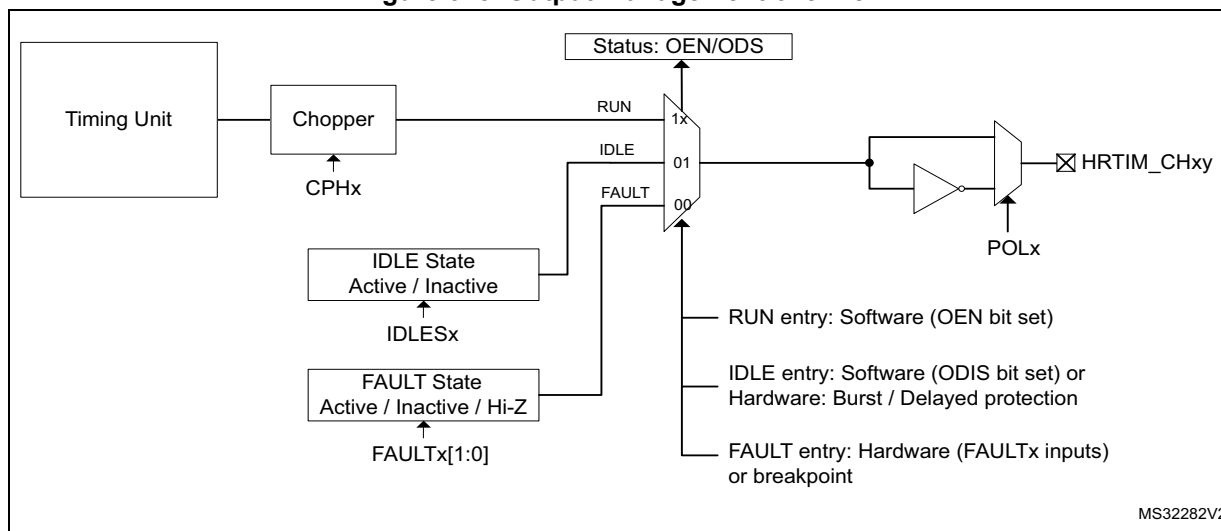 Status: OEN/ODS
Timing Unit
Chopper
RUN
1x
CPHx
IDLE
01
HRTIM_CHxy
FAULT
00
POLx
IDLE State
Active / Inactive
IDLESx
RUN entry: Software (OEN bit set)
FAULT State
Active / Inactive / Hi-Z
FAULTx[1:0]
IDLE entry: Software (ODIS bit set) or
Hardware: Burst / Delayed protection
FAULT entry: Hardware (FAULTx inputs)
or breakpoint
MS32282V2